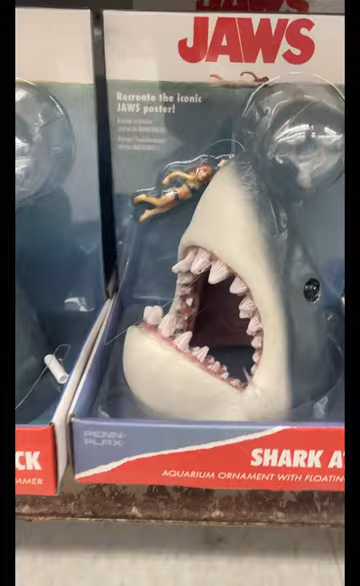 JAWS
Recreate the iconic
JAWS poster!
PENN-
PLAX
CK
SHARK A
MMER
AQUARIUM ORNAMENT WITH FLOATIN